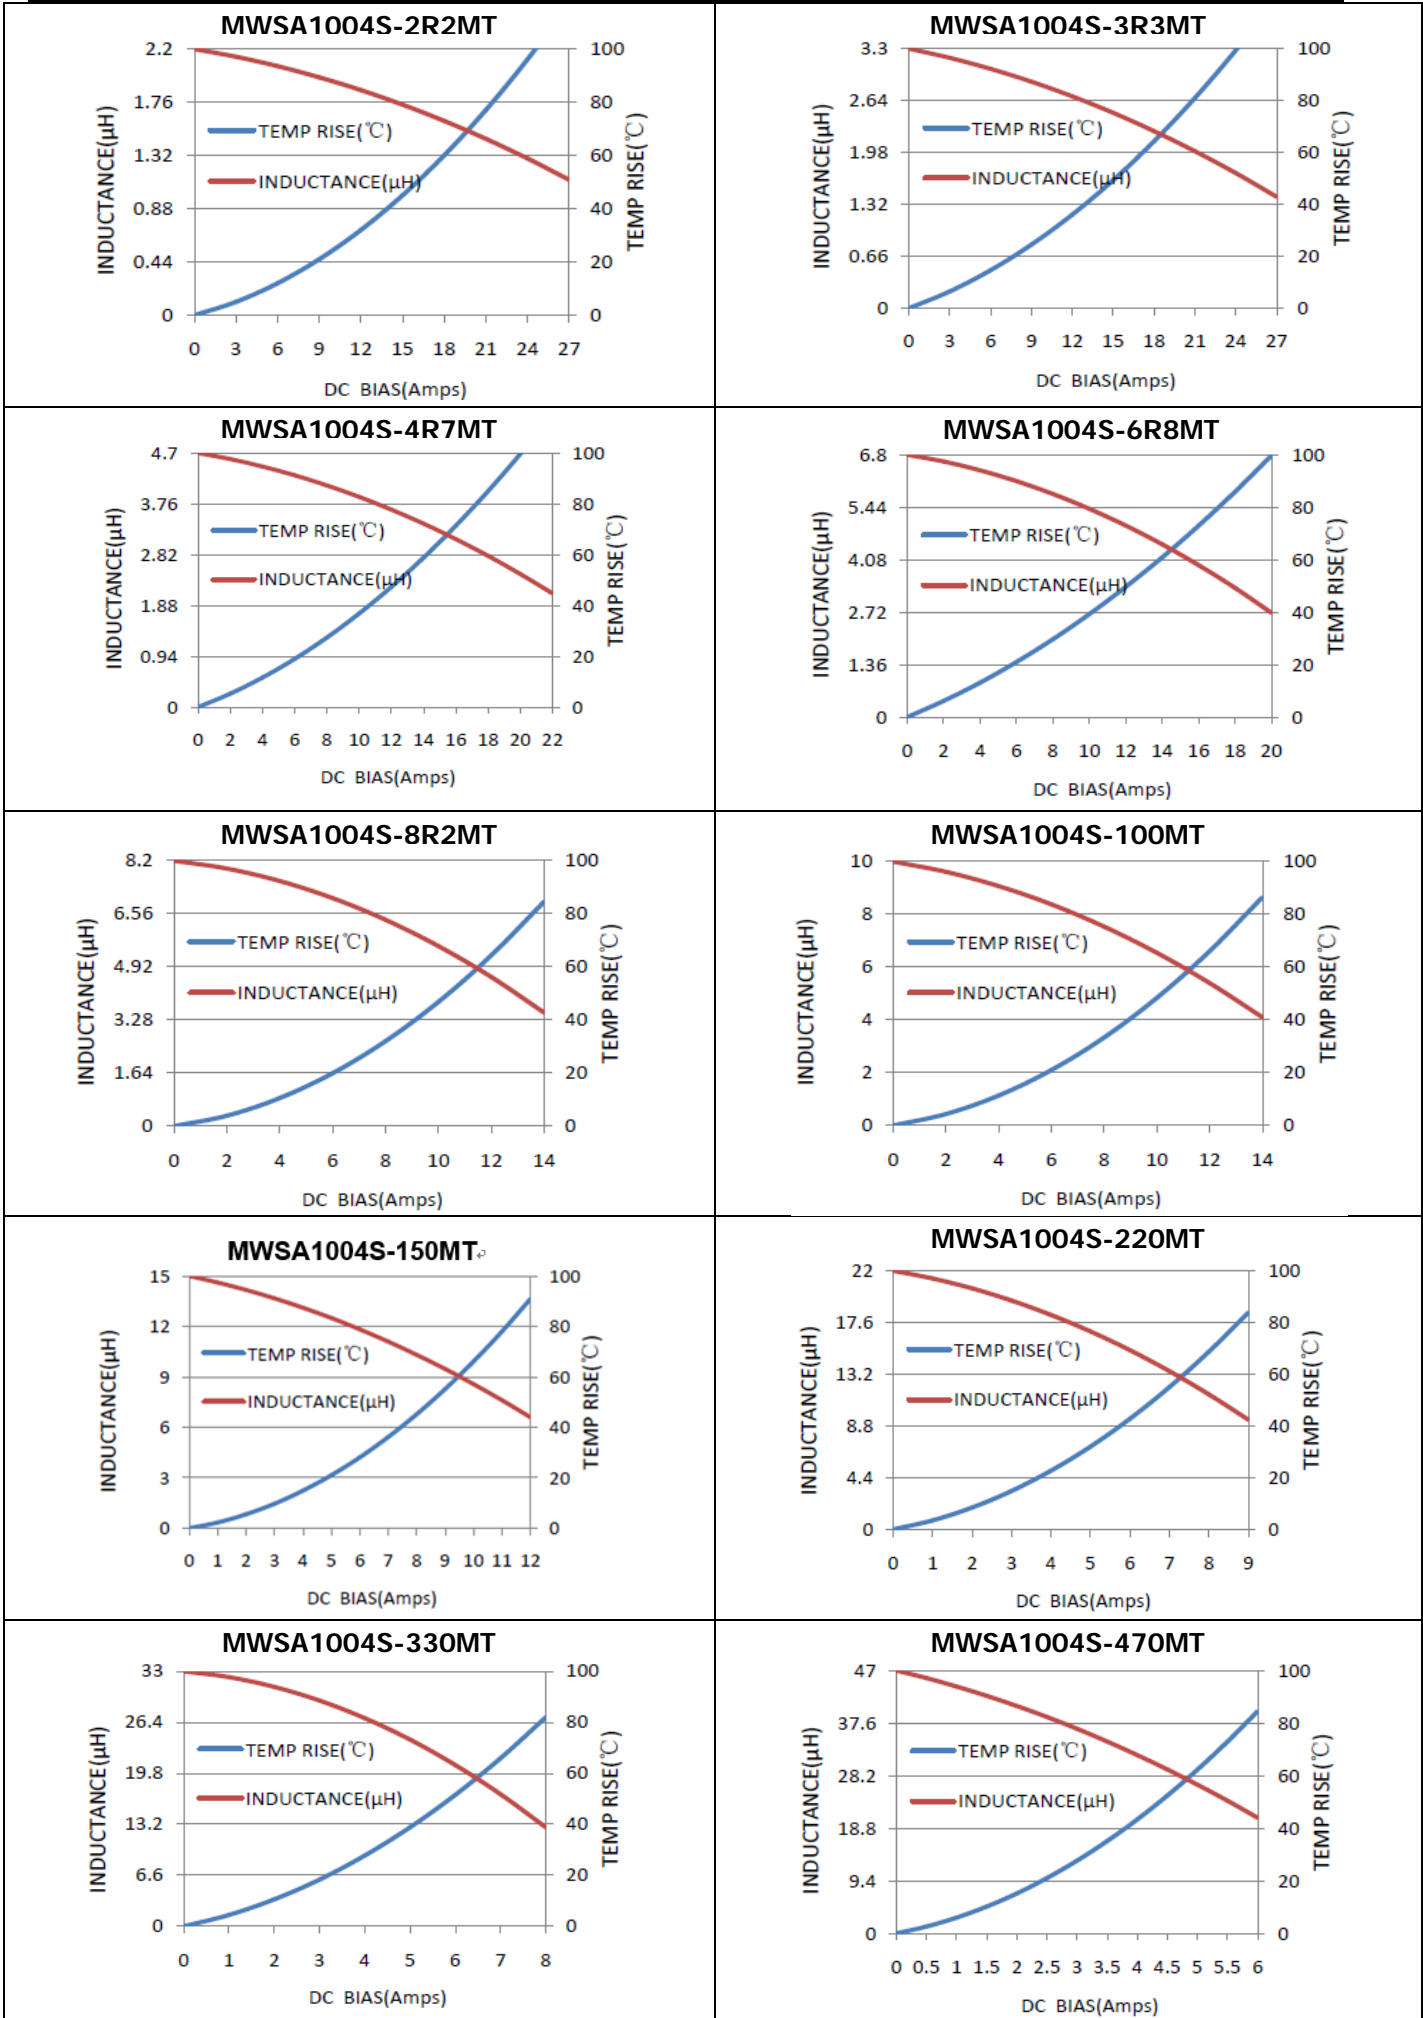 MWSA1004S-2R2MT
2.2
1.76
1.32
0.88
0.44
0
100
80
60
40
20
0
INDUCTANCE(µH)
TEMP RISE(℃)
TEMP RISE(℃)
INDUCTANCE(µH)
0 3 6 9 12 15 18 21 24 27
DC BIAS(Amps)
MWSA1004S-3R3MT
3.3
2.64
1.98
1.32
0.66
0
100
80
60
40
20
0
INDUCTANCE(µH)
TEMP RISE(℃)
TEMP RISE(℃)
INDUCTANCE(µH)
0 3 6 9 12 15 18 21 24 27
DC BIAS(Amps)
MWSA1004S-4R7MT
4.7
3.76
2.82
1.88
0.94
0
100
80
60
40
20
0
INDUCTANCE(µH)
TEMP RISE(℃)
TEMP RISE(℃)
INDUCTANCE(µH)
0 2 4 6 8 10 12 14 16 18 20 22
DC BIAS(Amps)
MWSA1004S-6R8MT
6.8
5.44
4.08
2.72
1.36
0
100
80
60
40
20
0
INDUCTANCE(µH)
TEMP RISE(℃)
TEMP RISE(℃)
INDUCTANCE(µH)
0 2 4 6 8 10 12 14 16 18 20
DC BIAS(Amps)
MWSA1004S-8R2MT
8.2
6.56
4.92
3.28
1.64
0
100
80
60
40
20
0
INDUCTANCE(µH)
TEMP RISE(℃)
TEMP RISE(℃)
INDUCTANCE(µH)
0 2 4 6 8 10 12 14
DC BIAS(Amps)
MWSA1004S-100MT
10
8
6
4
2
0
100
80
60
40
20
0
INDUCTANCE(µH)
TEMP RISE(℃)
TEMP RISE(℃)
INDUCTANCE(µH)
0 2 4 6 8 10 12 14
DC BIAS(Amps)
MWSA1004S-150MT
15
12
9
6
3
0
100
80
60
40
20
0
INDUCTANCE(µH)
TEMP RISE(℃)
TEMP RISE(℃)
INDUCTANCE(µH)
0 1 2 3 4 5 6 7 8 9 10 11 12
DC BIAS(Amps)
MWSA1004S-220MT
22
17.6
13.2
8.8
4.4
0
100
80
60
40
20
0
INDUCTANCE(µH)
TEMP RISE(℃)
TEMP RISE(℃)
INDUCTANCE(µH)
0 1 2 3 4 5 6 7 8 9
DC BIAS(Amps)
MWSA1004S-330MT
33
26.4
19.8
13.2
6.6
0
100
80
60
40
20
0
INDUCTANCE(µH)
TEMP RISE(℃)
TEMP RISE(℃)
INDUCTANCE(µH)
0 1 2 3 4 5 6 7 8
DC BIAS(Amps)
MWSA1004S-470MT
47
37.6
28.2
18.8
9.4
0
100
80
60
40
20
0
INDUCTANCE(µH)
TEMP RISE(℃)
TEMP RISE(℃)
INDUCTANCE(µH)
0 0.5 1 1.5 2 2.5 3 3.5 4 4.5 5 5.5 6
DC BIAS(Amps)